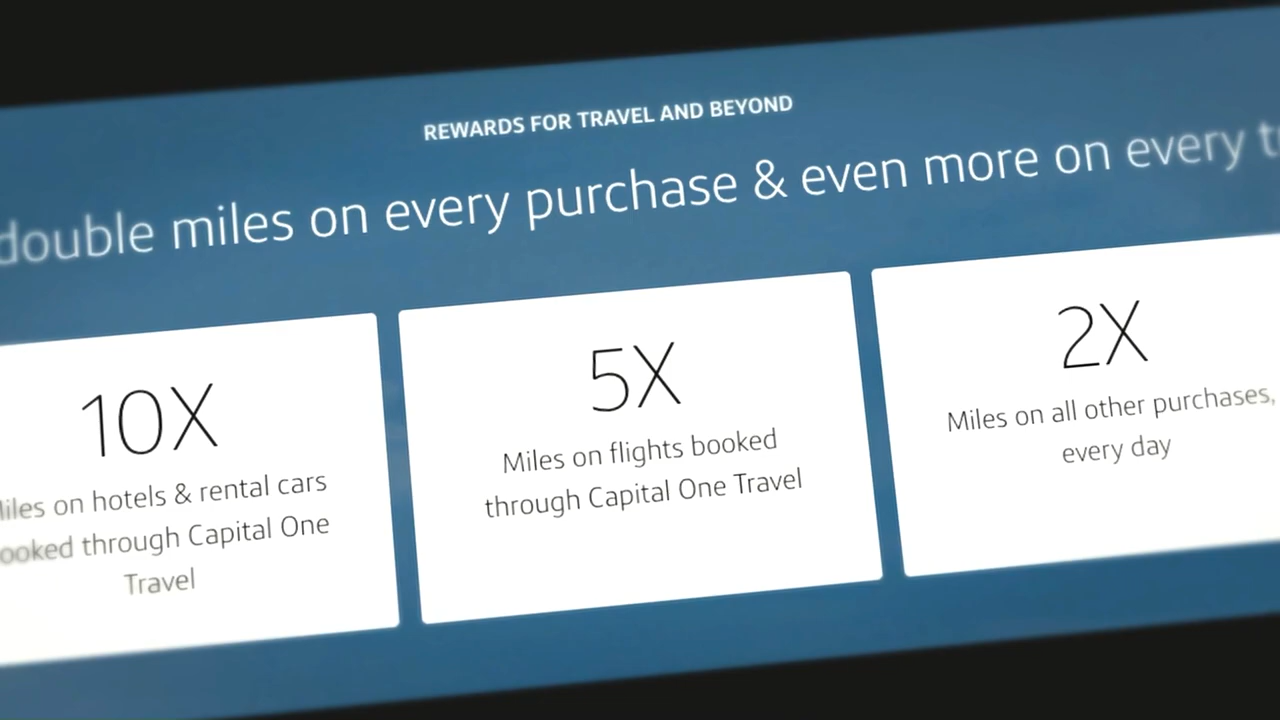 REWARDS FOR TRAVEL AND BEYOND
double miles on every purchase & even more on every
10X
Miles on hotels & rental cars
booked through Capital One
Travel
5X
Miles on flights booked
through Capital One Travel
2X
Miles on all other purchases,
every day